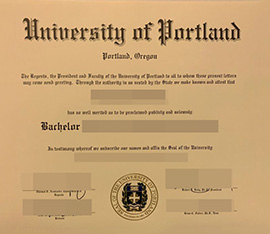 University of Portland
Portland, Oregon
The Regents, the President and Faculty of the University of Portland to all to whom these present letters
may come send greeting. Through the authority in us vested by the State we make known and attest that
has so well merited as to be proclaimed publicly and solemnly
Bachelor
In testimony whereof we subscribe our names and affix the Seal of the University